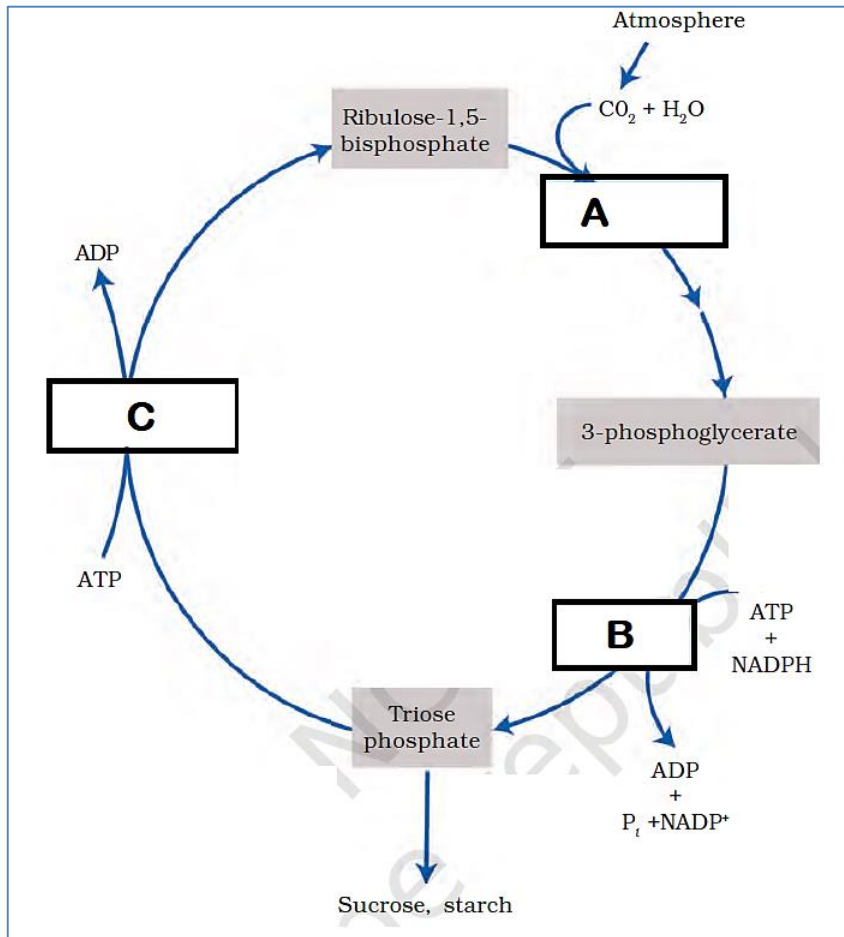 Atmosphere
CO₂ + H₂O
Ribulose-1,5-
bisphosphate
A
ADP
C
3-phosphoglycerate
ATP
B
ATP
+
NADPH
Triose
phosphate
ADP
+
Pᵢ +NADP⁺
Sucrose, starch